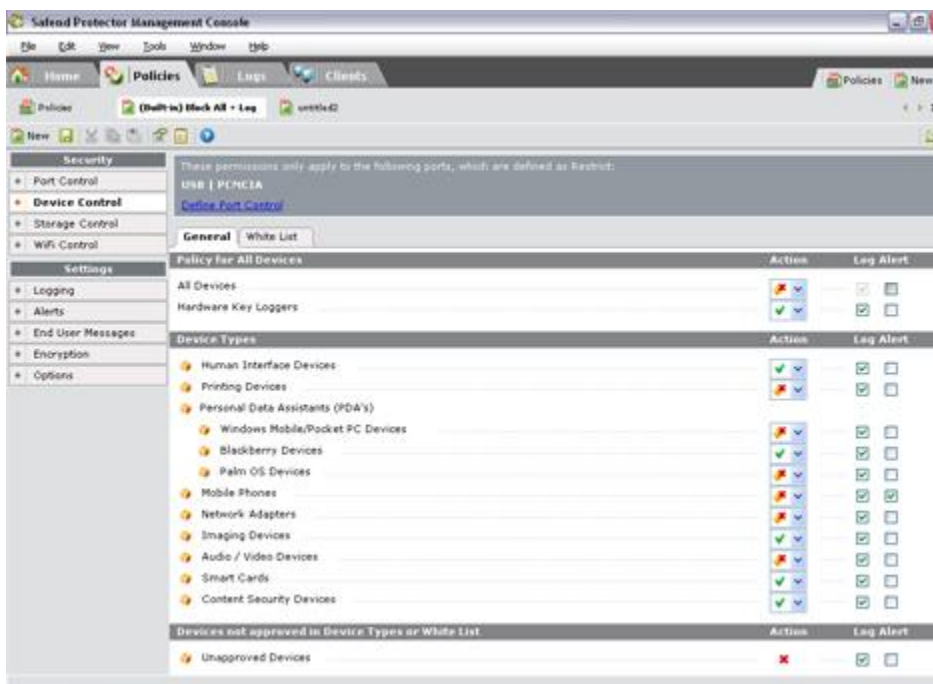 Safend Protector Management Console
File Edit View Tools Window Help
Home Policies Logs Clients Policies New
Policies (Built-in) Block All + Log untitled2
New
Security
Port Control
Device Control
Storage Control
WiFi Control
Settings
Logging
Alerts
End User Messages
Encryption
Options
These permissions only apply to the following ports, which are defined as Restrict:
USB | PCMCIA
Define Port Control
General White List
Policy for All Devices Action Log Alert
All Devices
Hardware Key Loggers
Device Types Action Log Alert
Human Interface Devices
Printing Devices
Personal Data Assistants (PDA's)
Windows Mobile/Pocket PC Devices
Blackberry Devices
Palm OS Devices
Mobile Phones
Network Adapters
Imaging Devices
Audio / Video Devices
Smart Cards
Content Security Devices
Devices not approved in Device Types or White List Action Log Alert
Unapproved Devices